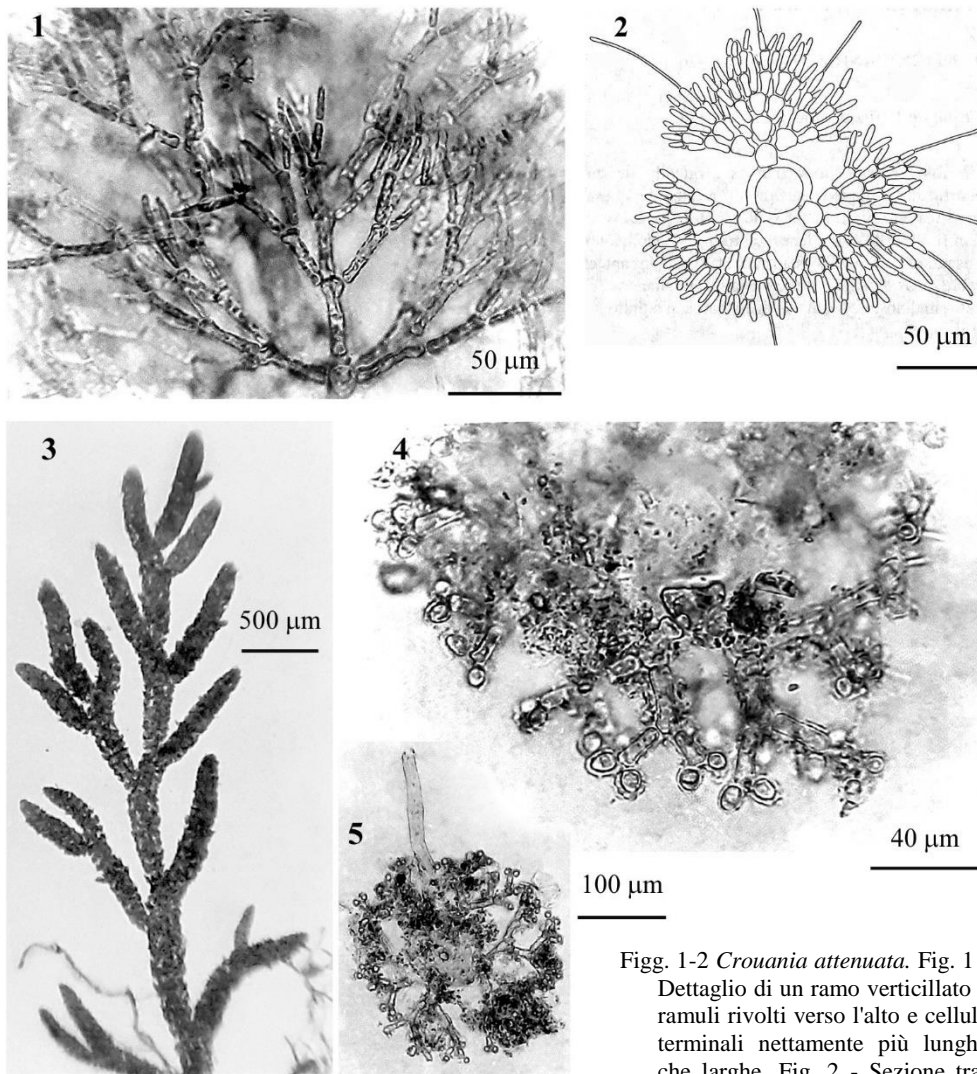 1
2
50 μm
50 μm
3
4
500 μm
5
40 μm
100 μm
Figg. 1-2 Crouania attenuata. Fig. 1
Dettaglio di un ramo verticillato
ramuli rivolti verso l'alto e cellul
terminali nettamente più lungh
che larghe. Fig. 2 - Sezione tra